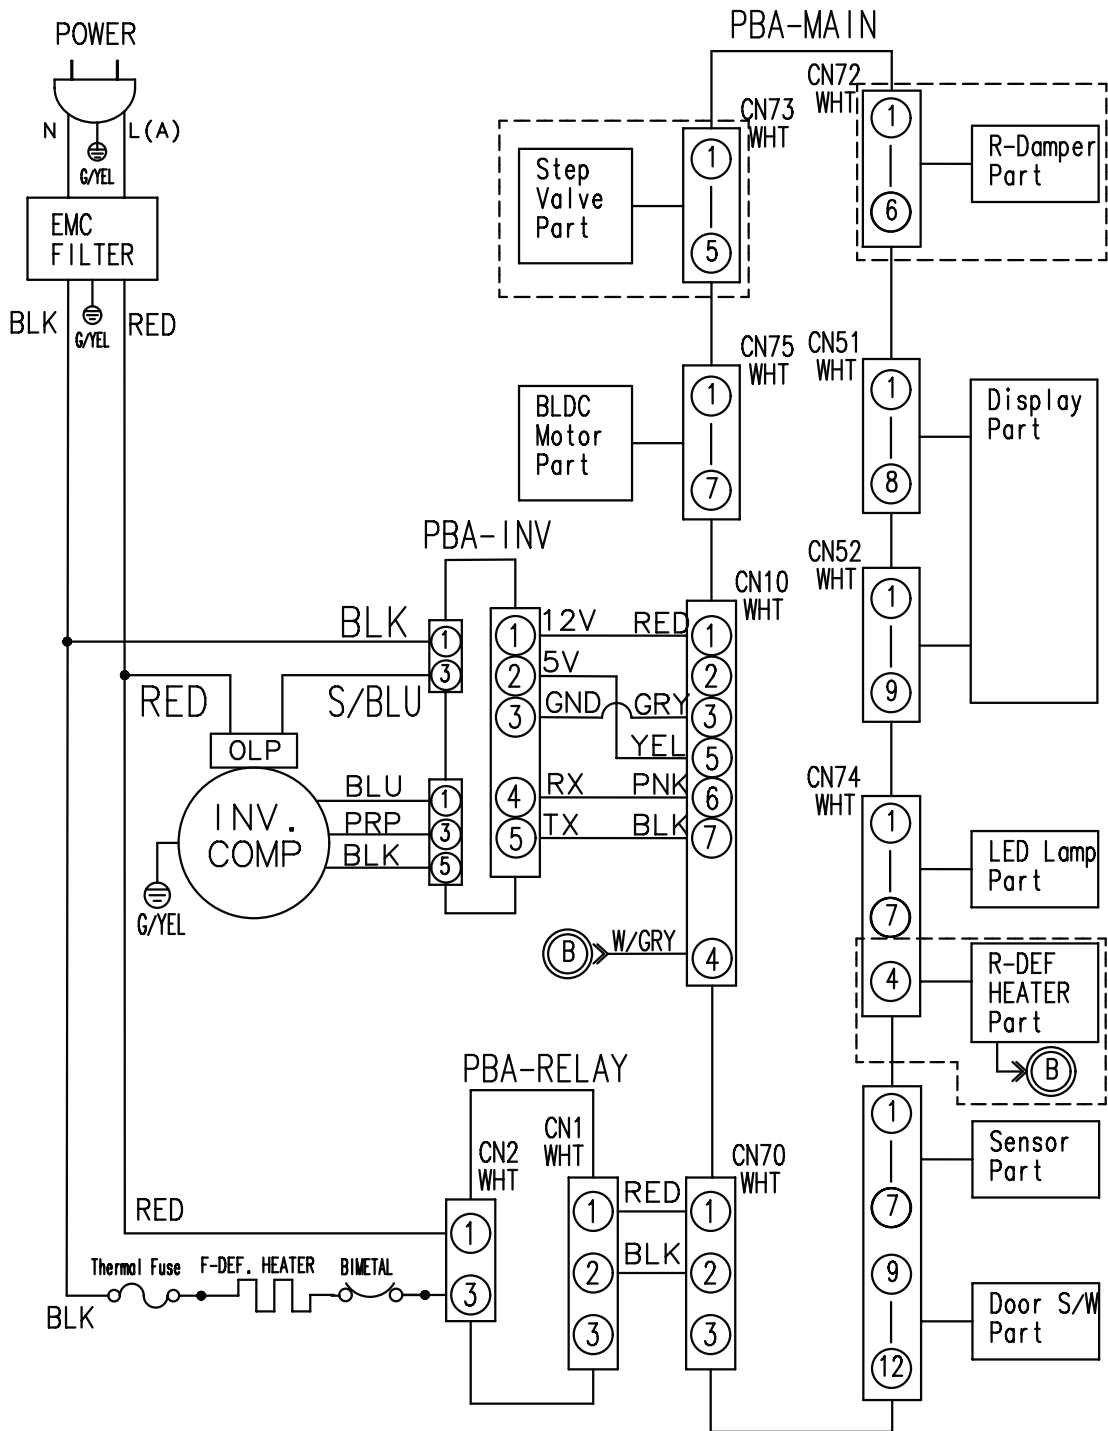 POWER
N
L(A)
G/YEL
EMC
FILTER
BLK
G/YEL
RED
PBA-MAIN
CN73
WHT
Step
Valve
Part
1
5
CN72
WHT
1
6
R-Damper
Part
CN75
WHT
BLDC
Motor
Part
1
7
CN51
WHT
1
8
Display
Part
CN52
WHT
1
9
PBA-INV
BLK
RED
S/BLU
1
3
OLP
INV.
COMP
G/YEL
BLU
PRP
BLK
1
3
5
1
2
3
4
5
12V
5V
GND
RX
TX
RED
GRY
YEL
PNK
BLK
CN10
WHT
1
2
3
5
6
7
4
B
W/GRY
CN74
WHT
1
7
4
LED Lamp
Part
R-DEF
HEATER
Part
B
1
7
9
12
Sensor
Part
Door S/W
Part
PBA-RELAY
CN2
WHT
CN1
WHT
CN70
WHT
RED
1
3
1
2
3
RED
BLK
1
2
3
Thermal Fuse
F-DEF. HEATER
BIMETAL
BLK